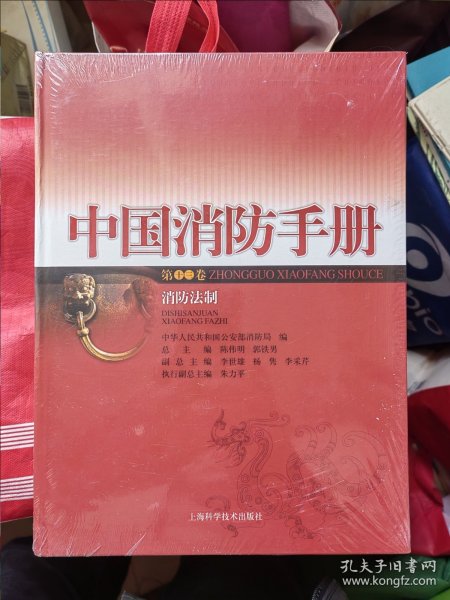 中国消防手册
第十三卷 ZHONGGUO XIAOFANG SHOUCE
消防法制
DISHISANJUAN
XIAOFANG FAZHI
中华人民共和国公安部消防局 编
总 主 编 陈伟明 郭铁男
副 总 主 编 李世雄 杨隽 李采芹
执行副总主编 朱力平
上海科学技术出版社
孔夫子旧书网
www.kongfz.com